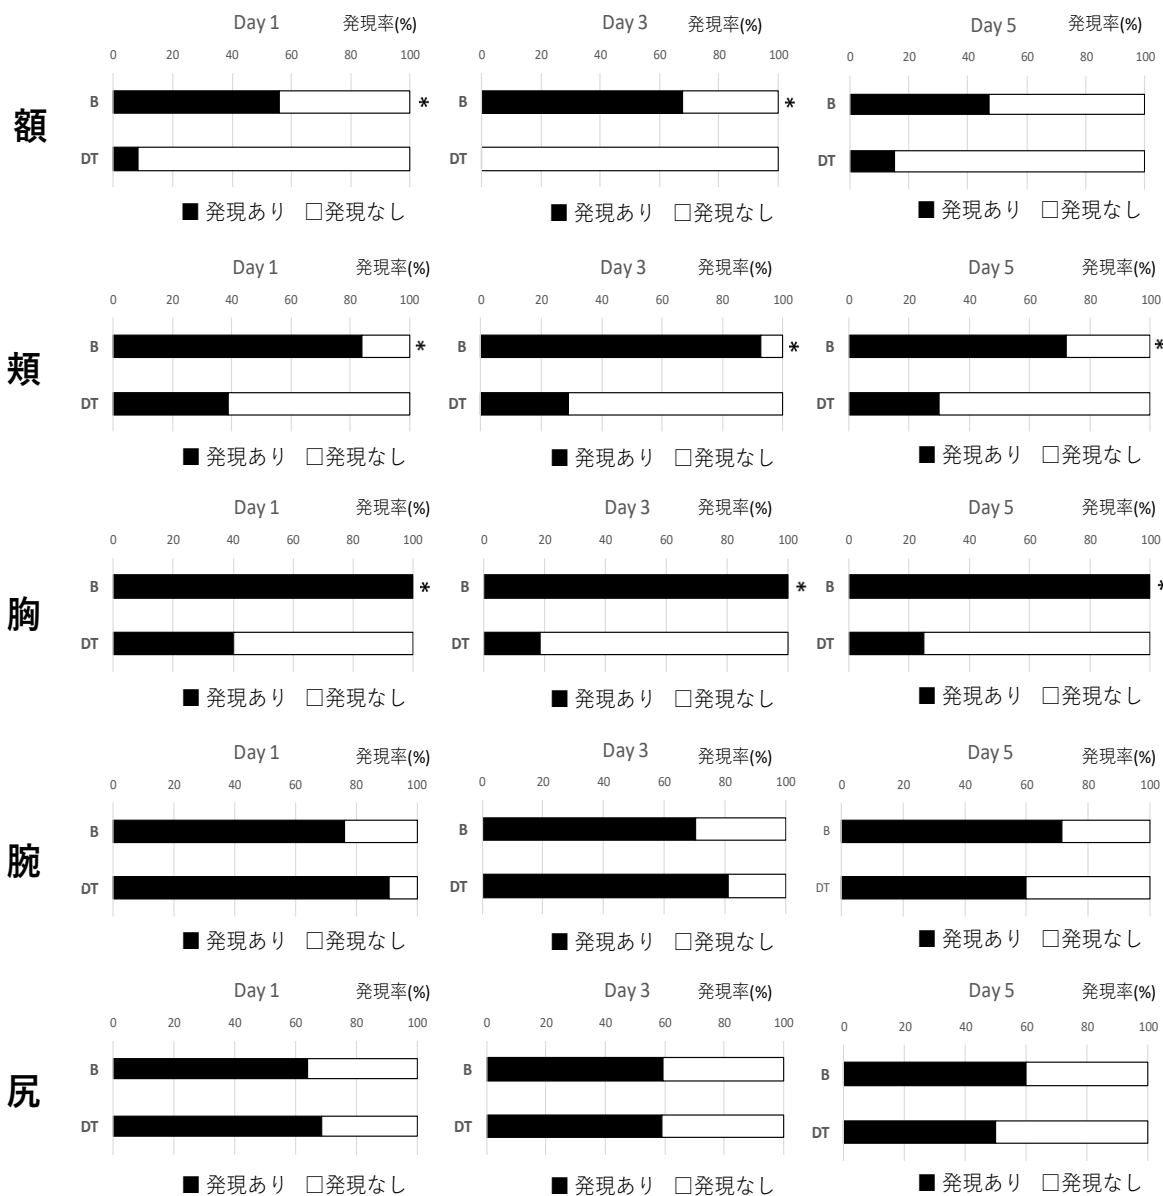 Day 1 発現率(%) Day 3 発現率(%) Day 5
0 20 40 60 80 100 0 20 40 60 80 100 0 20 40 60 80 100
額
B * B * B
DT DT DT
■ 発現あり □発現なし ■ 発現あり □発現なし ■ 発現あり □発現なし
Day 1 発現率(%) Day 3 発現率(%) Day 5 発現率(%)
0 20 40 60 80 100 0 20 40 60 80 100 0 20 40 60 80 100
頬
B * B * B *
DT DT DT
■ 発現あり □発現なし ■ 発現あり □発現なし ■ 発現あり □発現なし
Day 1 発現率(%) Day 3 発現率(%) Day 5 発現率(%)
0 20 40 60 80 100 0 20 40 60 80 100 0 20 40 60 80 100
胸
B * B * B *
DT DT DT
■ 発現あり □発現なし ■ 発現あり □発現なし ■ 発現あり □発現なし
Day 1 発現率(%) Day 3 発現率(%) Day 5 発現率(%)
0 20 40 60 80 100 0 20 40 60 80 100 0 20 40 60 80 100
腕
B B B
DT DT DT
■ 発現あり □発現なし ■ 発現あり □発現なし ■ 発現あり □発現なし
Day 1 発現率(%) Day 3 発現率(%) Day 5 発現率(%)
0 20 40 60 80 100 0 20 40 60 80 100 0 20 40 60 80 100
尻
B B B
DT DT DT
■ 発現あり □発現なし ■ 発現あり □発現なし ■ 発現あり □発現なし